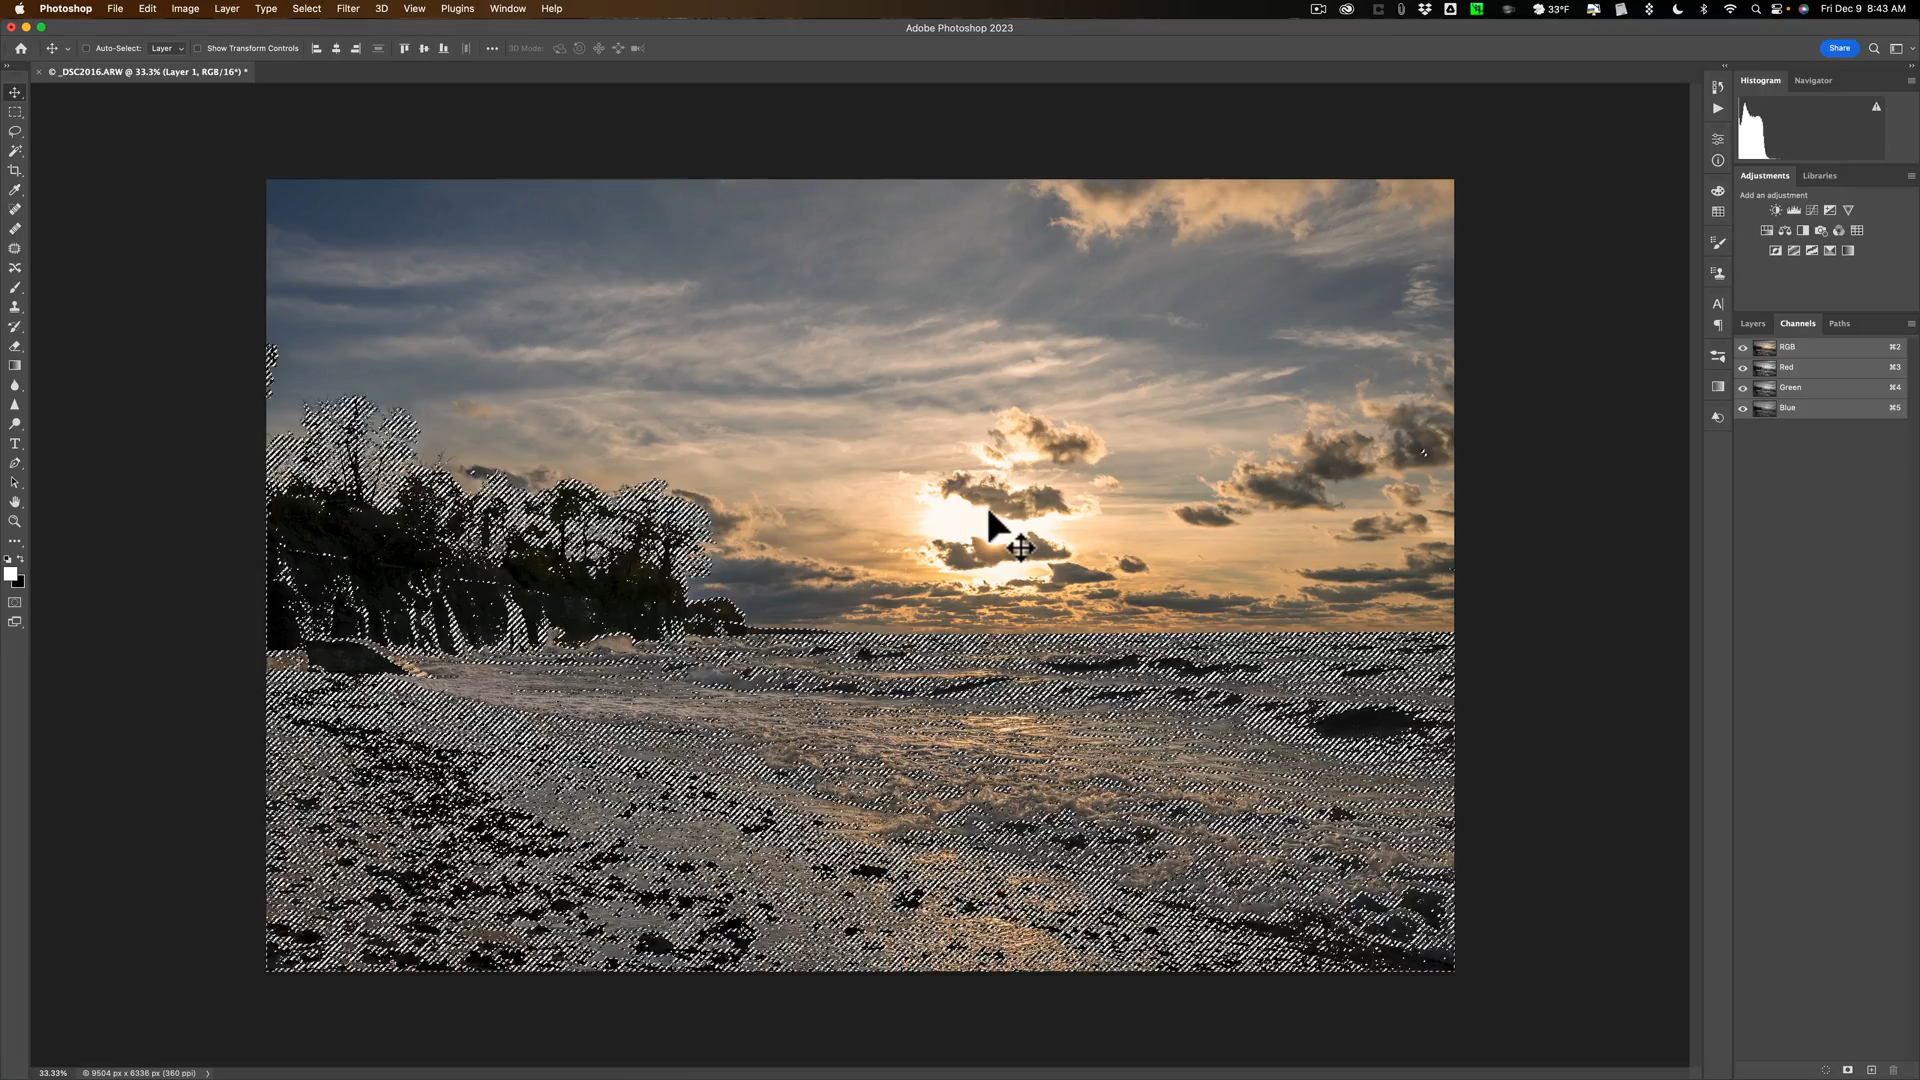 Photoshop File Edit Image Layer Type Select Filter 3D View Plugins Window Help 33°F Fri Dec 9 8:43 AM
Adobe Photoshop 2023
Auto-Select: Layer Show Transform Controls 3D Mode: Share
× © _DSC2016.ARW @ 33.3% (Layer 1, RGB/16*) *
Histogram Navigator
Adjustments Libraries
Add an adjustment
Layers Channels Paths
RGB ⌘2
Red ⌘3
Green ⌘4
Blue ⌘5
33.33% 9504 px x 6336 px (360 ppi)